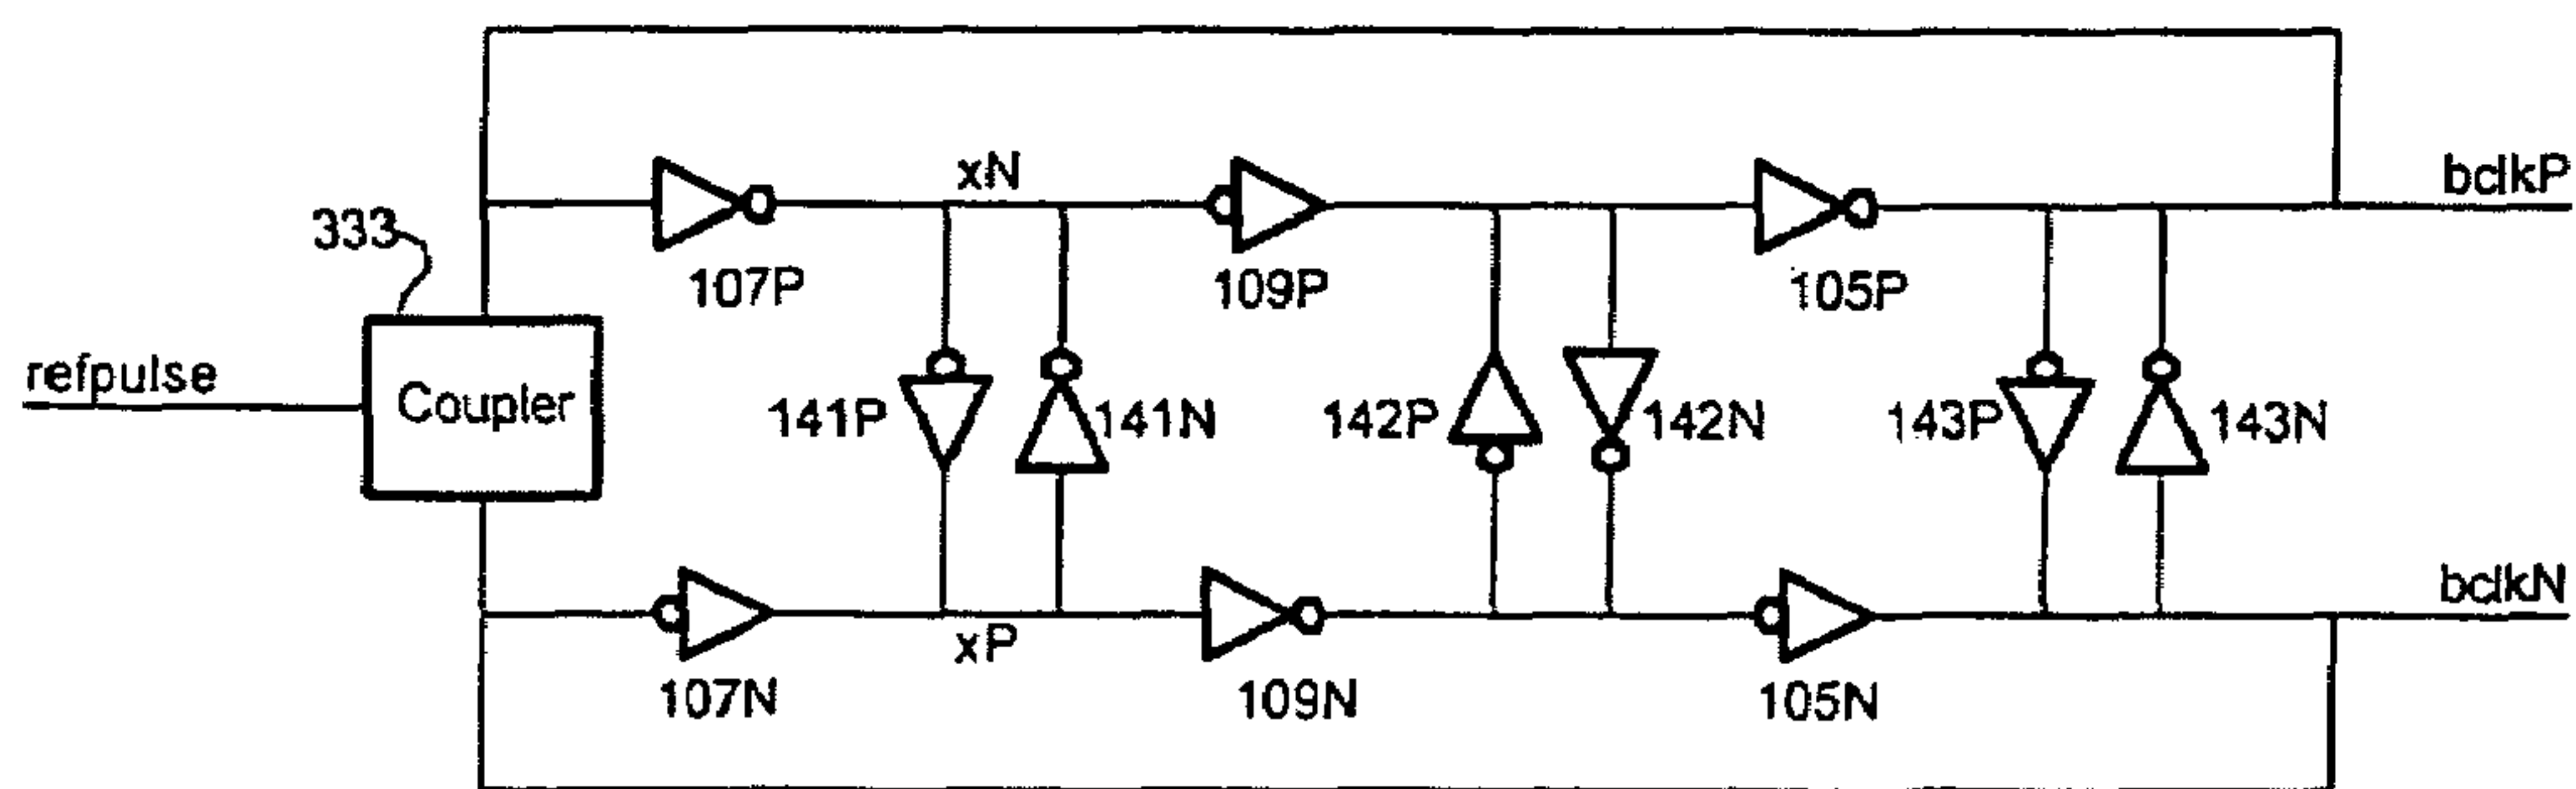 xN
bclkP
333
107P
109P
105P
refpulse
Coupler
141P
141N
142P
142N
143P
143N
bclkN
xP
107N
109N
105N